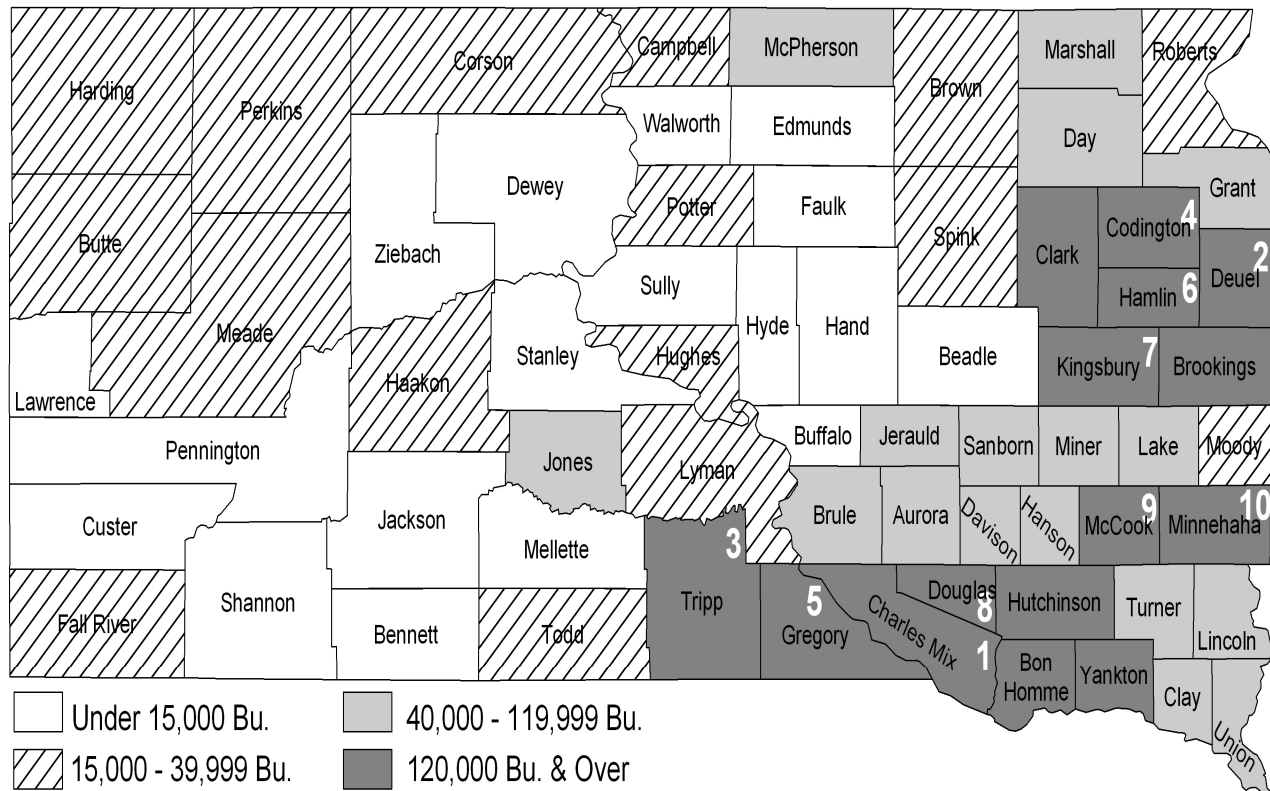 Harding
Perkins
Corson
Campbell
McPherson
Brown
Marshall
Roberts
Walworth
Edmunds
Day
Dewey
Potter
Faulk
Grant
Butte
Ziebach
Spink
Clark
Codington
4
Deuel
2
Sully
Hamlin
6
Meade
Hyde
Hand
Stanley
Hughes
Beadle
Kingsbury
7
Brookings
Haakon
Lawrence
Pennington
Buffalo
Jerauld
Sanborn
Miner
Lake
Moody
Jones
Lyman
Custer
Jackson
Brule
Aurora
Davison
Hanson
McCook
9
Minnehaha
10
Mellette
3
Tripp
Shannon
Fall River
Bennett
Todd
5
Gregory
Charles Mix
1
Douglas
8
Hutchinson
Turner
Lincoln
Bon
Homme
Yankton
Clay
Union
Under 15,000 Bu.
40,000 - 119,999 Bu.
15,000 - 39,999 Bu.
120,000 Bu. & Over